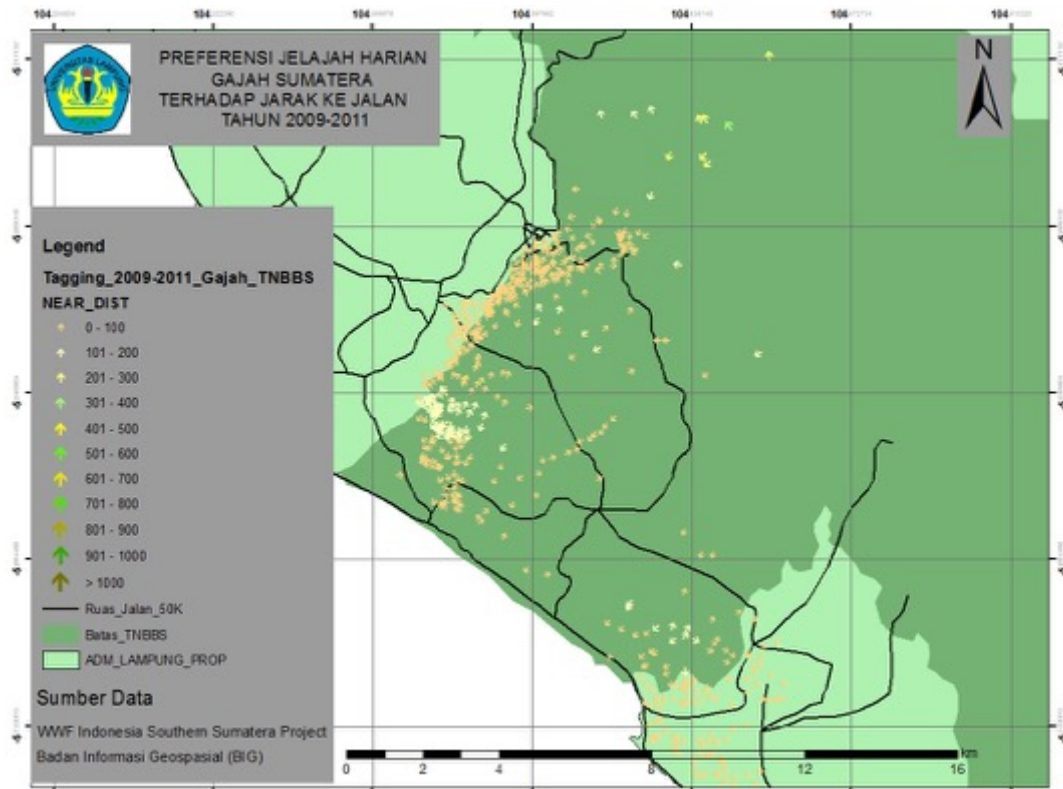 PREFERENSI JELAJAH HARIAN
GAJAH SUMATERA
TERHADAP JARAK KE JALAN
TAHUN 2009-2011
N
UNIVERSITAS LAMPUNG
Legend
Tagging_2009-2011_Gajah_TNBBS
NEAR_DIST
0 - 100
101 - 200
201 - 300
301 - 400
401 - 500
501 - 600
601 - 700
701 - 800
801 - 900
901 - 1000
> 1000
Ruas_Jalan_50K
Batas_TNBBS
ADM_LAMPUNG_PROP
Sumber Data
WWF Indonesia Southern Sumatera Project
Badan Informasi Geospasial (BIG)
km
0 2 4 8 12 16